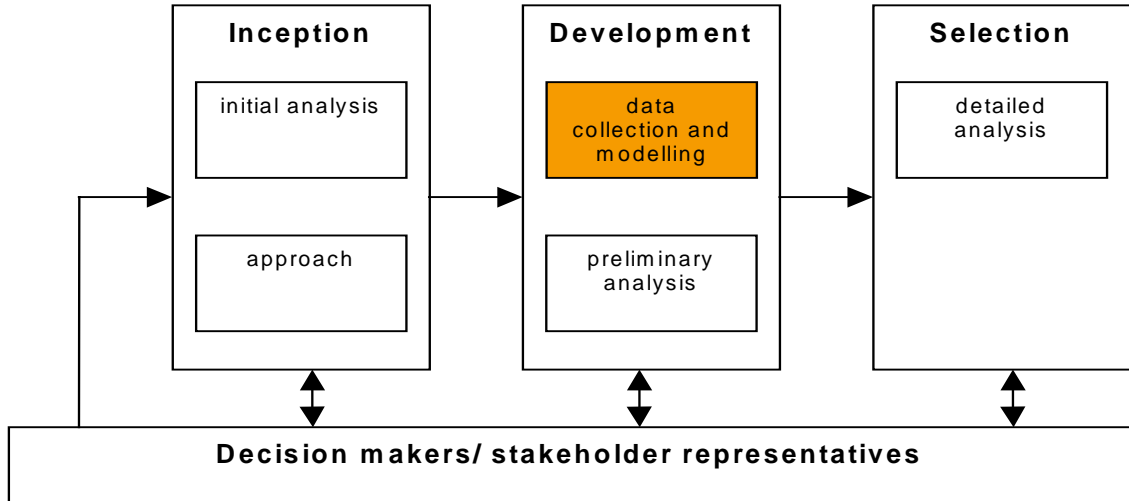 Inception
initial analysis
approach
Development
data
collection and
modelling
preliminary
analysis
Selection
detailed
analysis
Decision makers/ stakeholder representatives